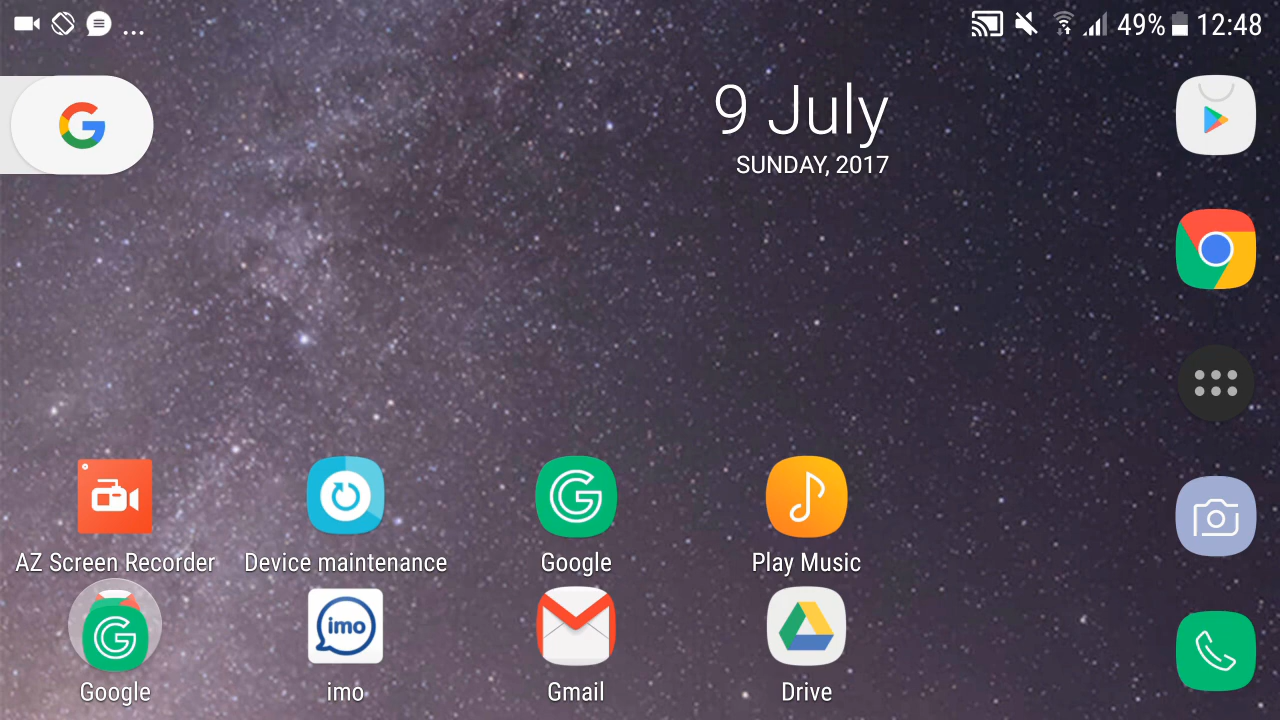 ... 49% 12:48
G
9 July
SUNDAY, 2017
AZ Screen Recorder Device maintenance Google Play Music
imo
Google imo Gmail Drive